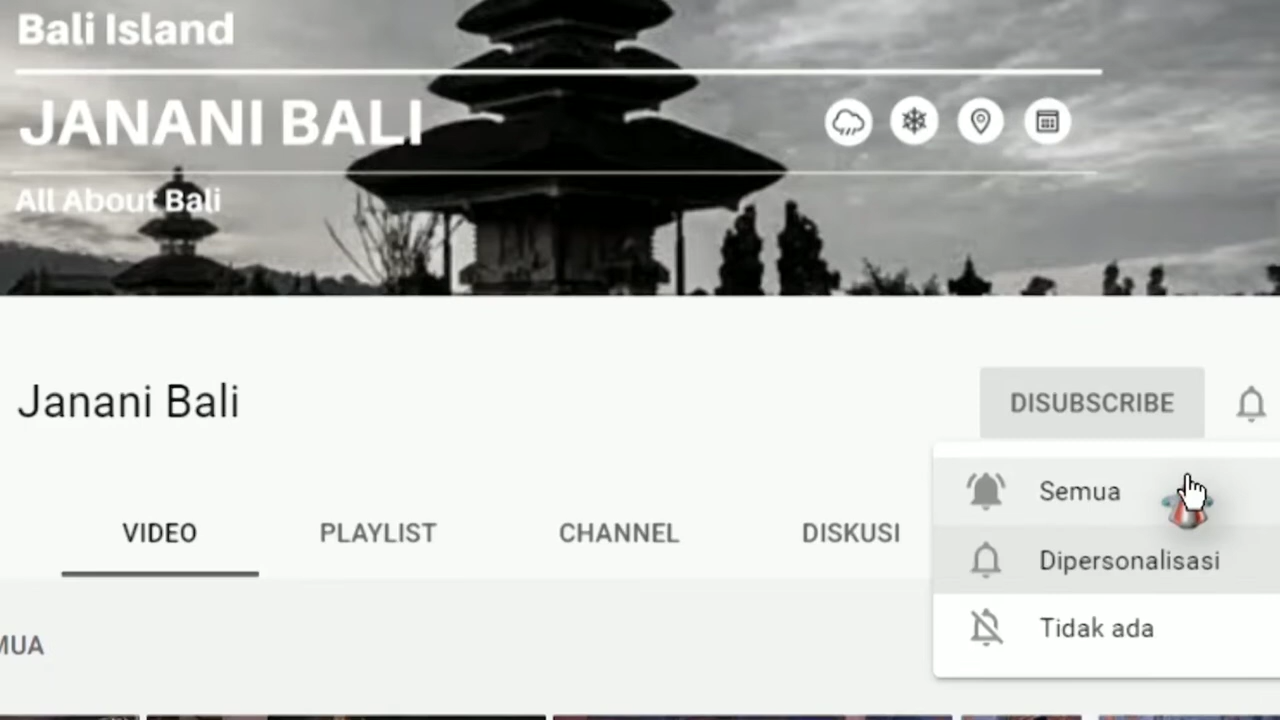 Bali Island
JANANI BALI
All About Bali
Janani Bali
DISUBSCRIBE
Semua
VIDEO
PLAYLIST
CHANNEL
DISKUSI
Dipersonalisasi
Tidak ada
MUA